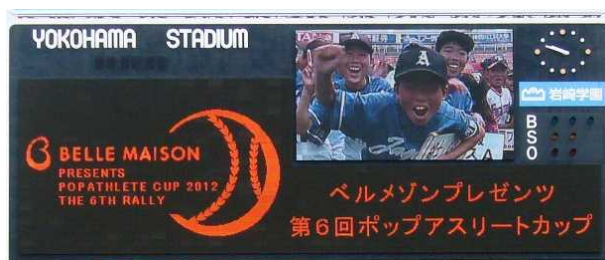 YOKOHAMA STADIUM
岩崎学園
B
S
O
BELLE MAISON
PRESENTS
POPATHLETE CUP 2012
THE 6TH RALLY
ベルメゾンプレゼンツ
第6回ポップアスリートカップ
A